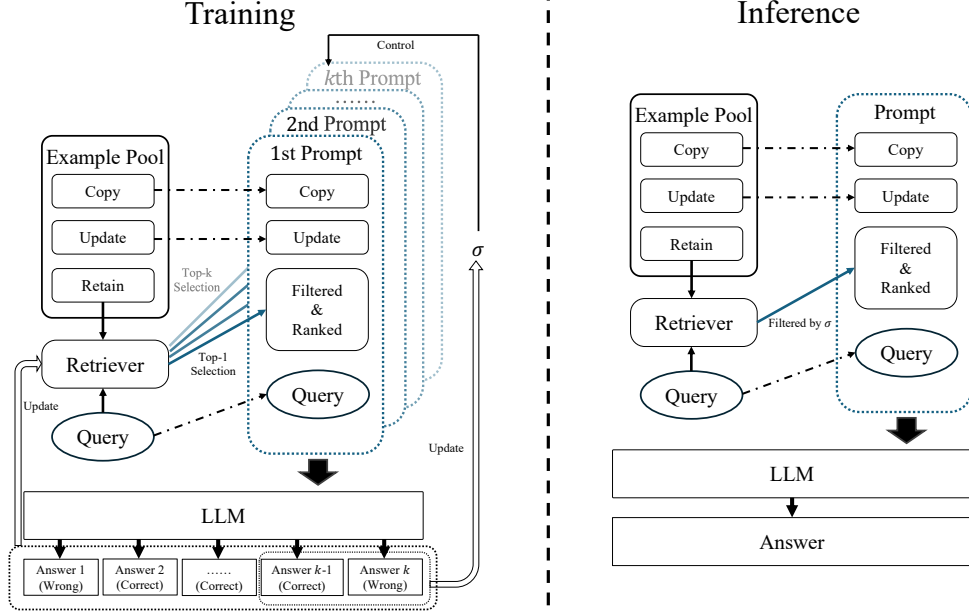 Training
Control
kth Prompt
......
2nd Prompt
1st Prompt
Example Pool
Copy
Update
Retain
Copy
Update
Top-k
Selection
Filtered
&
Ranked
Retriever
Top-1
Selection
Update
Query
Query
σ
Update
LLM
Answer 1
(Wrong)
Answer 2
(Correct)
......
(Correct)
Answer k-1
(Correct)
Answer k
(Wrong)
Inference
Example Pool
Copy
Update
Retain
Prompt
Copy
Update
Filtered
&
Ranked
Retriever
Filtered by σ
Query
Query
LLM
Answer